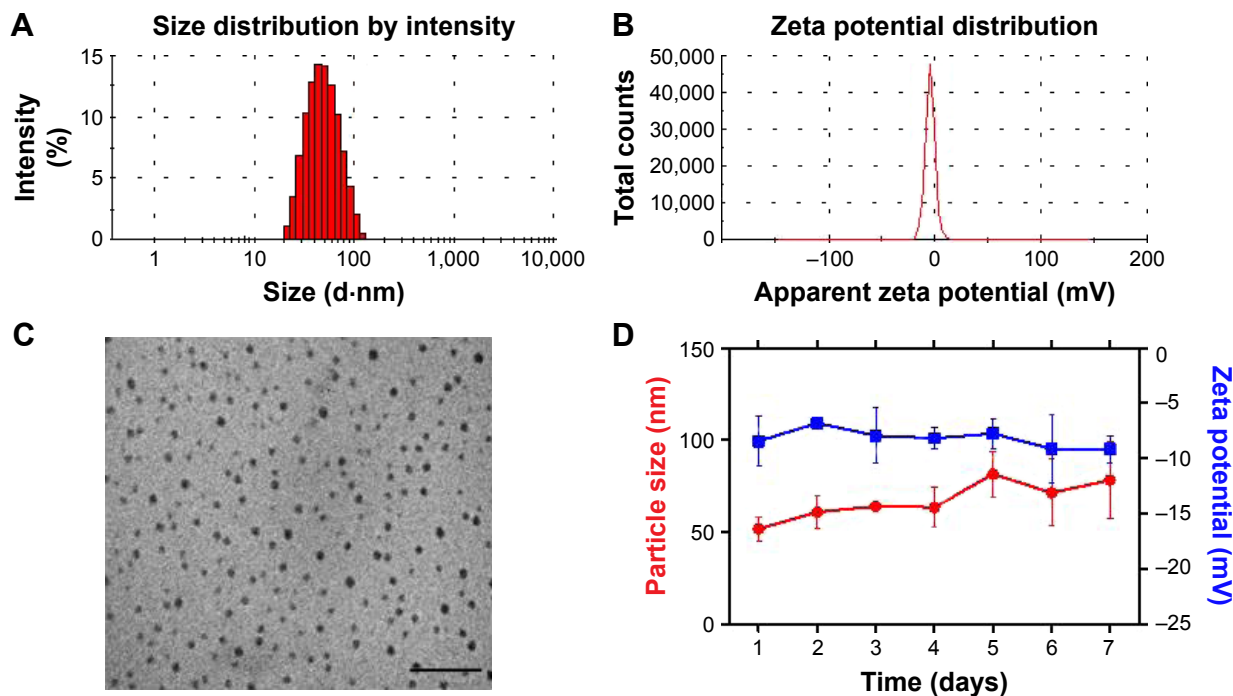 A
Size distribution by intensity
15
10
5
0
Intensity
(%)
1
10
100
1,000
10,000
Size (d·nm)
B
Zeta potential distribution
50,000
40,000
30,000
20,000
10,000
0
Total counts
–100
0
100
200
Apparent zeta potential (mV)
C
D
150
100
50
0
Particle size (nm)
0
–5
–10
–15
–20
–25
Zeta potential (mV)
1
2
3
4
5
6
7
Time (days)